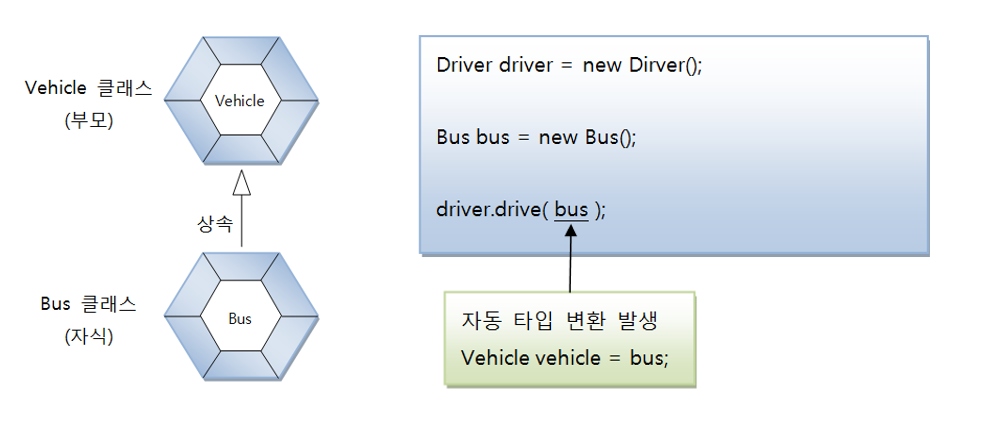 Vehicle 클래스
(부모)
Vehicle
상속
Bus 클래스
(자식)
Bus
Driver driver = new Dirver();
Bus bus = new Bus();
driver.drive( bus );
자동 타입 변환 발생
Vehicle vehicle = bus;